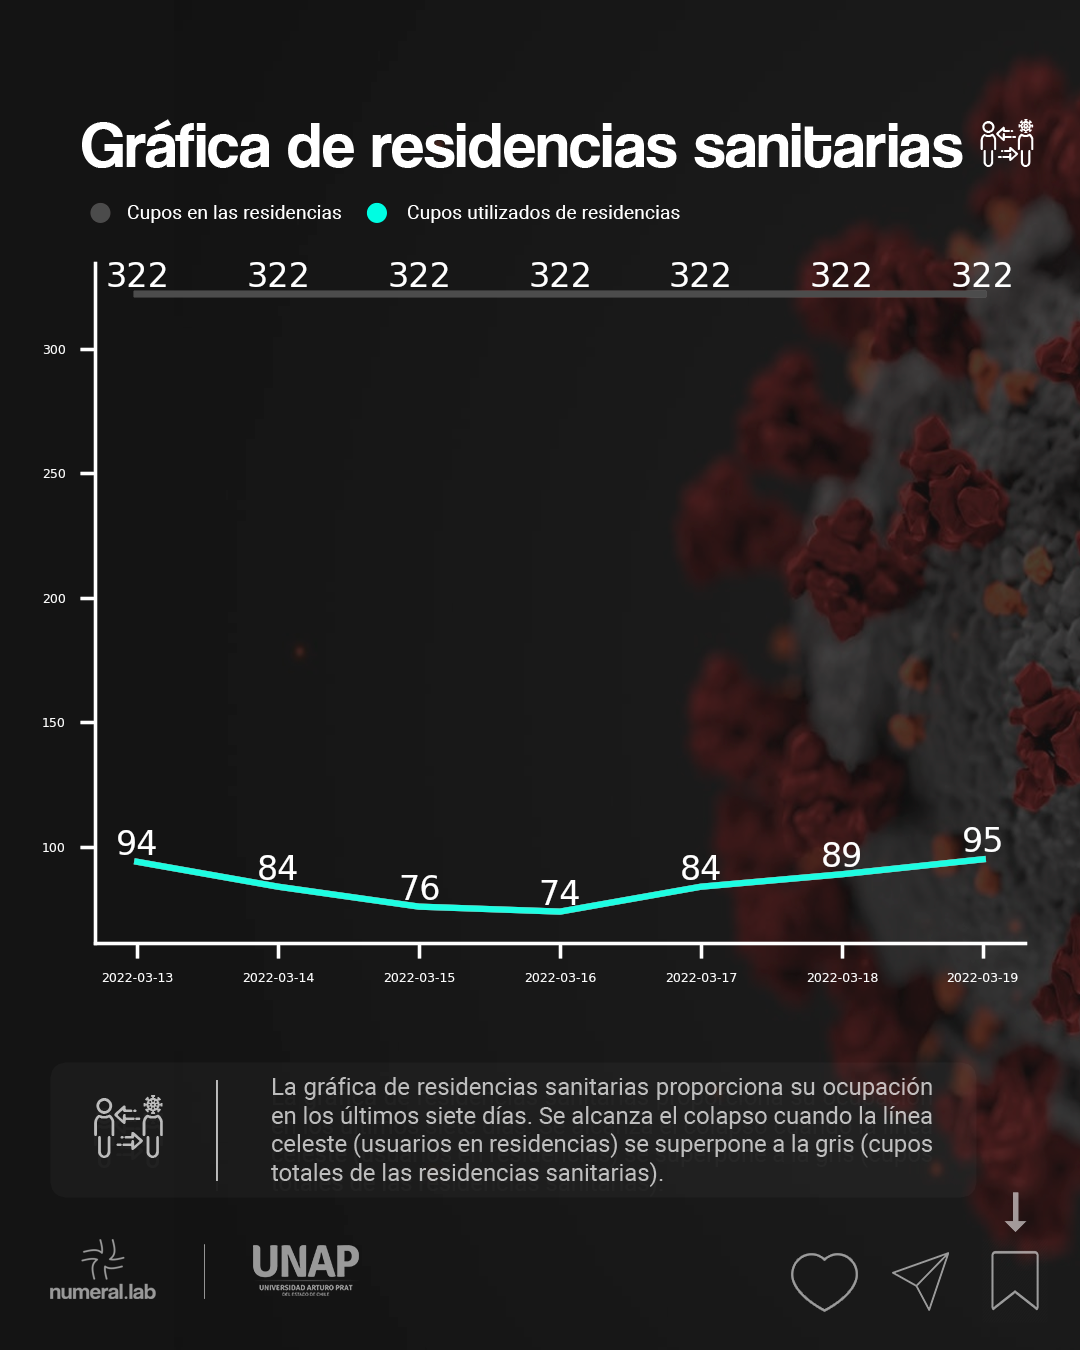 Gráfica de residencias sanitarias
Cupos en las residencias
Cupos utilizados de residencias
322 322 322 322 322 322 322
300
250
200
150
100
94 84 76 74 84 89 95
2022-03-13 2022-03-14 2022-03-15 2022-03-16 2022-03-17 2022-03-18 2022-03-19
La gráfica de residencias sanitarias proporciona su ocupación
en los últimos siete días. Se alcanza el colapso cuando la línea
celeste (usuarios en residencias) se superpone a la gris (cupos
totales de las residencias sanitarias).
numeral.lab
UNAP
UNIVERSIDAD ARTURO PRAT
DEL ESTADO DE CHILE